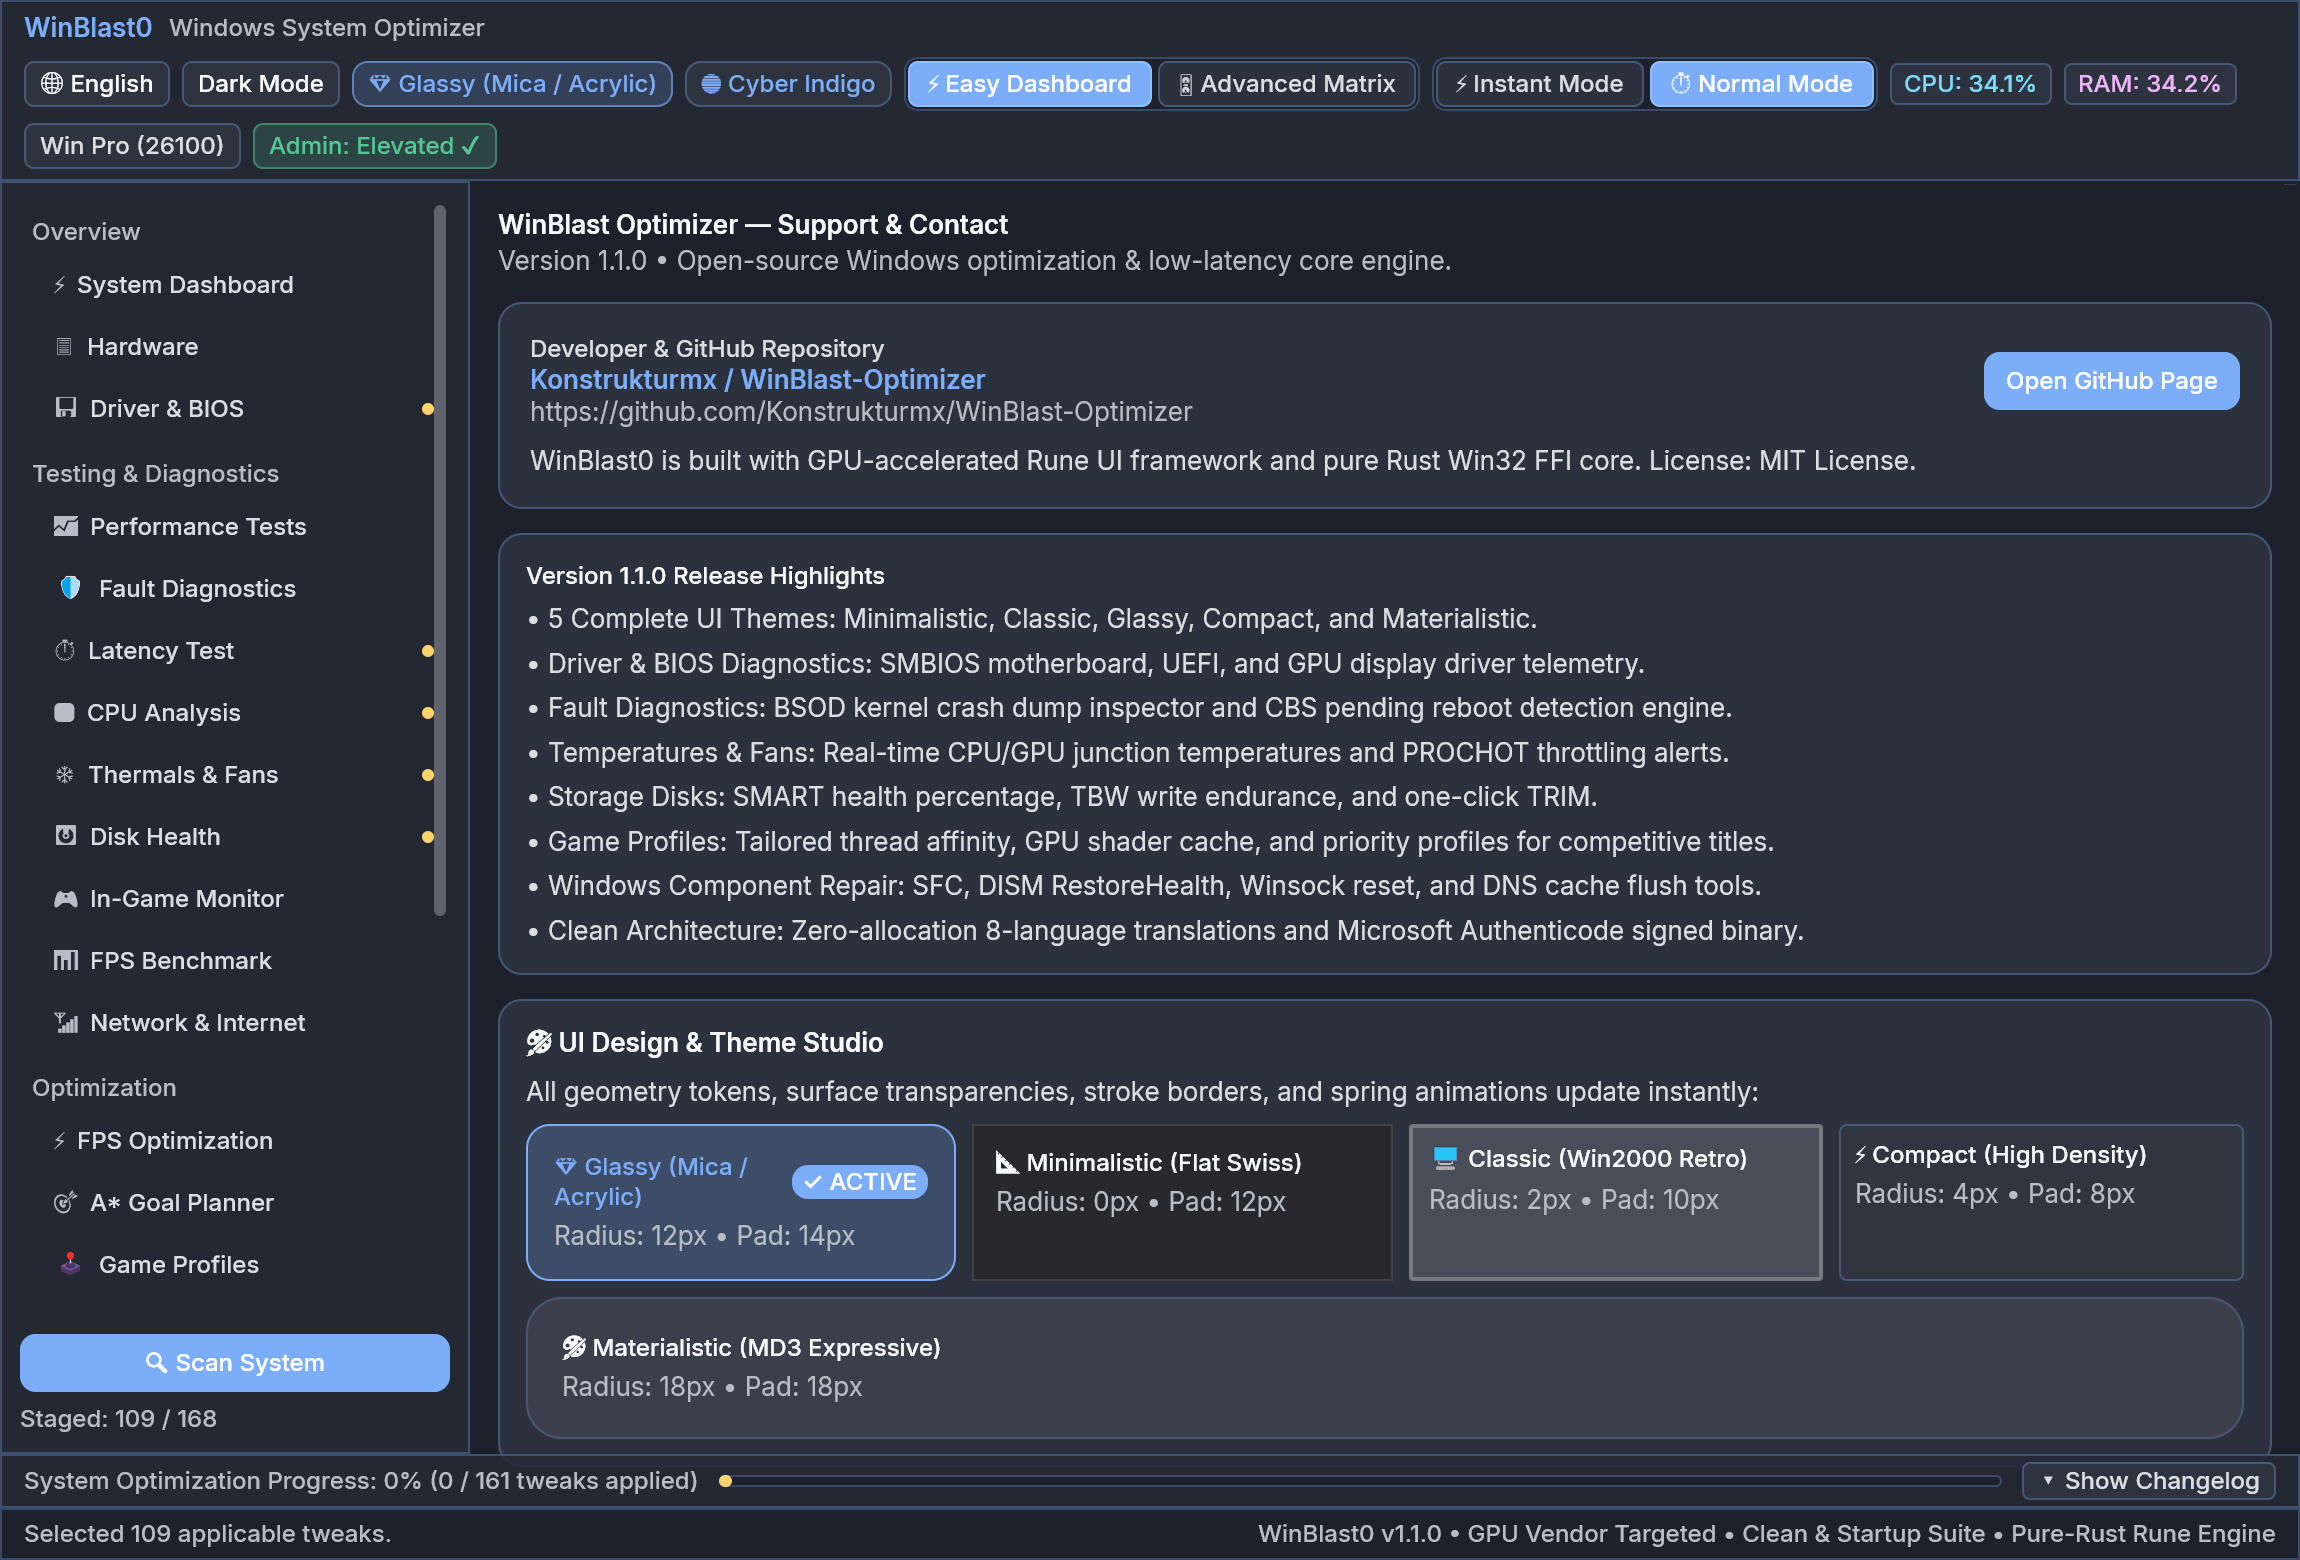 WinBlast0 Windows System Optimizer
English Dark Mode Glassy (Mica / Acrylic) Cyber Indigo ⚡Easy Dashboard Advanced Matrix ⚡Instant Mode ⏱ Normal Mode CPU: 34.1% RAM: 34.2%
Win Pro (26100) Admin: Elevated ✓
Overview
⚡ System Dashboard
Hardware
Driver & BIOS
Testing & Diagnostics
Performance Tests
Fault Diagnostics
Latency Test
CPU Analysis
Thermals & Fans
Disk Health
In-Game Monitor
FPS Benchmark
Network & Internet
Optimization
⚡ FPS Optimization
A* Goal Planner
Game Profiles
Scan System
Staged: 109 / 168
WinBlast Optimizer — Support & Contact
Version 1.1.0 • Open-source Windows optimization & low-latency core engine.
Developer & GitHub Repository
Konstrukturmx / WinBlast-Optimizer
https://github.com/Konstrukturmx/WinBlast-Optimizer
Open GitHub Page
WinBlast0 is built with GPU-accelerated Rune UI framework and pure Rust Win32 FFI core. License: MIT License.
Version 1.1.0 Release Highlights
• 5 Complete UI Themes: Minimalistic, Classic, Glassy, Compact, and Materialistic.
• Driver & BIOS Diagnostics: SMBIOS motherboard, UEFI, and GPU display driver telemetry.
• Fault Diagnostics: BSOD kernel crash dump inspector and CBS pending reboot detection engine.
• Temperatures & Fans: Real-time CPU/GPU junction temperatures and PROCHOT throttling alerts.
• Storage Disks: SMART health percentage, TBW write endurance, and one-click TRIM.
• Game Profiles: Tailored thread affinity, GPU shader cache, and priority profiles for competitive titles.
• Windows Component Repair: SFC, DISM RestoreHealth, Winsock reset, and DNS cache flush tools.
• Clean Architecture: Zero-allocation 8-language translations and Microsoft Authenticode signed binary.
UI Design & Theme Studio
All geometry tokens, surface transparencies, stroke borders, and spring animations update instantly:
Glassy (Mica /
Acrylic)
✓ ACTIVE
Radius: 12px • Pad: 14px
Minimalistic (Flat Swiss)
Radius: 0px • Pad: 12px
Classic (Win2000 Retro)
Radius: 2px • Pad: 10px
⚡Compact (High Density)
Radius: 4px • Pad: 8px
Materialistic (MD3 Expressive)
Radius: 18px • Pad: 18px
System Optimization Progress: 0% (0 / 161 tweaks applied) ▼ Show Changelog
Selected 109 applicable tweaks. WinBlast0 v1.1.0 • GPU Vendor Targeted • Clean & Startup Suite • Pure-Rust Rune Engine